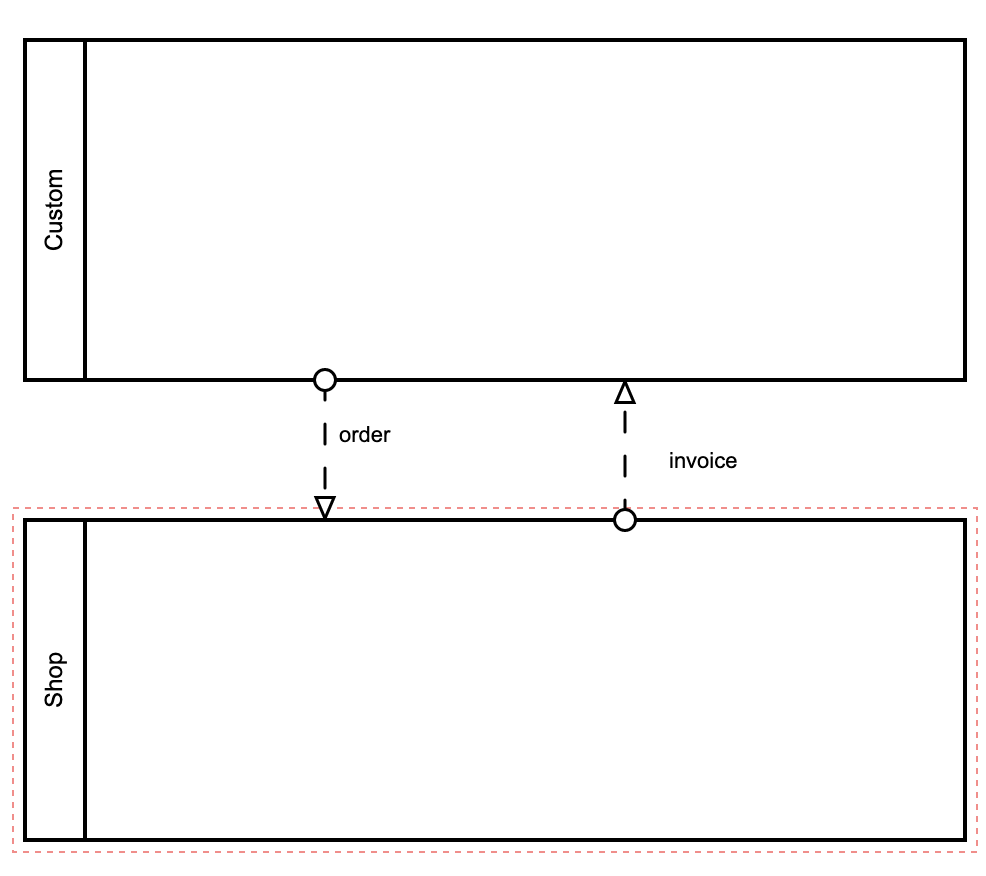 Custom
order
invoice
Shop